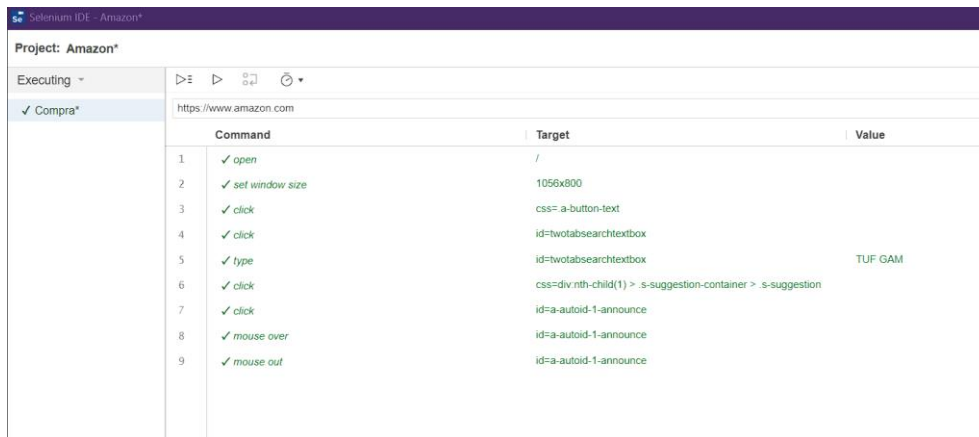 Selenium IDE - Amazon*
Project: Amazon*
Executing
✓ Compra*
https://www.amazon.com
Command Target Value
1 ✓ open /
2 ✓ set window size 1056x800
3 ✓ click css=.a-button-text
4 ✓ click id=twotabsearchtextbox
5 ✓ type id=twotabsearchtextbox TUF GAM
6 ✓ click css=div:nth-child(1) > .s-suggestion-container > .s-suggestion
7 ✓ click id=a-autoid-1-announce
8 ✓ mouse over id=a-autoid-1-announce
9 ✓ mouse out id=a-autoid-1-announce